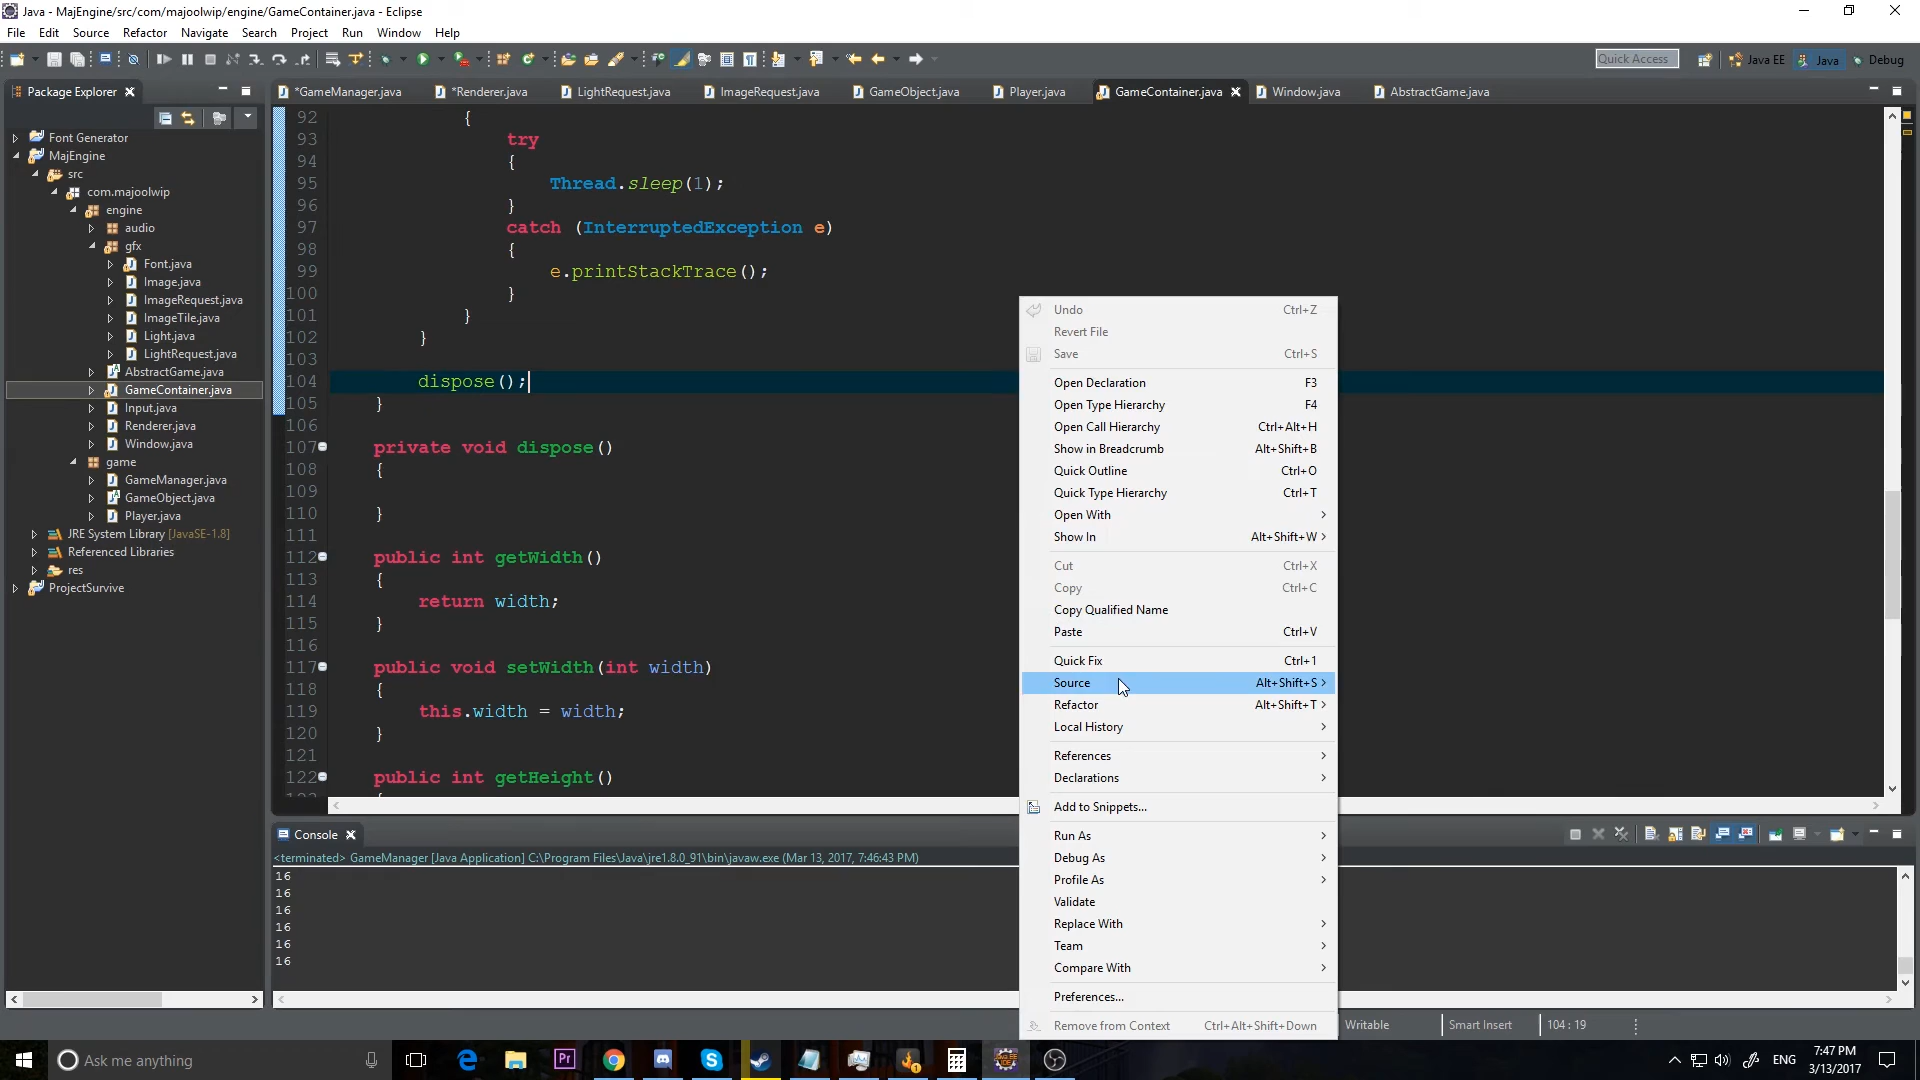 Java - MajEngine/src/com/majoolwip/engine/GameContainer.java - Eclipse
File Edit Source Refactor Navigate Search Project Run Window Help
Quick Access
Java EE
Java
Debug
Package Explorer
*GameManager.java
*Renderer.java
LightRequest.java
ImageRequest.java
GameObject.java
Player.java
GameContainer.java
Window.java
AbstractGame.java
Font Generator
MajEngine
src
com.majoolwip
engine
audio
gfx
Font.java
Image.java
ImageRequest.java
ImageTile.java
Light.java
LightRequest.java
AbstractGame.java
GameContainer.java
Input.java
Renderer.java
Window.java
game
GameManager.java
GameObject.java
Player.java
JRE System Library [JavaSE-1.8]
Referenced Libraries
res
ProjectSurvive
92 {
93 try
94 {
95 Thread.sleep(1);
96 }
97 catch (InterruptedException e)
98 {
99 e.printStackTrace();
100 }
101 }
102 }
103
104 dispose();
105 }
106
107 private void dispose()
108 {
109
110 }
111
112 public int getWidth()
113 {
114 return width;
115 }
116
117 public void setWidth(int width)
118 {
119 this.width = width;
120 }
121
122 public int getHeight()
Undo Ctrl+Z
Revert File
Save Ctrl+S
Open Declaration F3
Open Type Hierarchy F4
Open Call Hierarchy Ctrl+Alt+H
Show in Breadcrumb Alt+Shift+B
Quick Outline Ctrl+O
Quick Type Hierarchy Ctrl+T
Open With
Show In Alt+Shift+W
Cut Ctrl+X
Copy Ctrl+C
Copy Qualified Name
Paste Ctrl+V
Quick Fix Ctrl+1
Source Alt+Shift+S
Refactor Alt+Shift+T
Local History
References
Declarations
Add to Snippets...
Run As
Debug As
Profile As
Validate
Replace With
Team
Compare With
Preferences...
Remove from Context Ctrl+Alt+Shift+Down
Console
<terminated> GameManager [Java Application] C:\Program Files\Java\jre1.8.0_91\bin\javaw.exe (Mar 13, 2017, 7:46:43 PM)
16
16
16
16
16
16
Writable
Smart Insert
104 : 19
Ask me anything
Pr
ENG
7:47 PM
3/13/2017